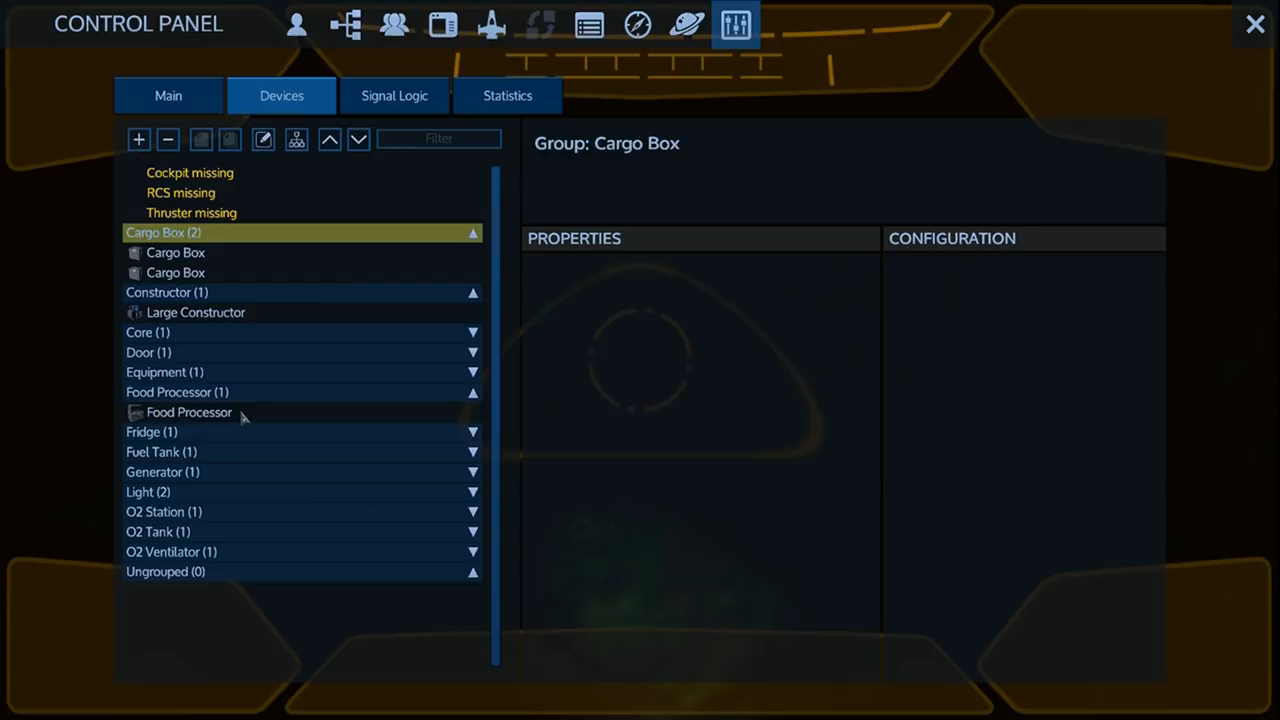 CONTROL PANEL
Main
Devices
Signal Logic
Statistics
Filter
Cockpit missing
RCS missing
Thruster missing
Cargo Box (2)
Cargo Box
Cargo Box
Constructor (1)
Large Constructor
Core (1)
Door (1)
Equipment (1)
Food Processor (1)
Food Processor
Fridge (1)
Fuel Tank (1)
Generator (1)
Light (2)
O2 Station (1)
O2 Tank (1)
O2 Ventilator (1)
Ungrouped (0)
Group: Cargo Box
PROPERTIES
CONFIGURATION